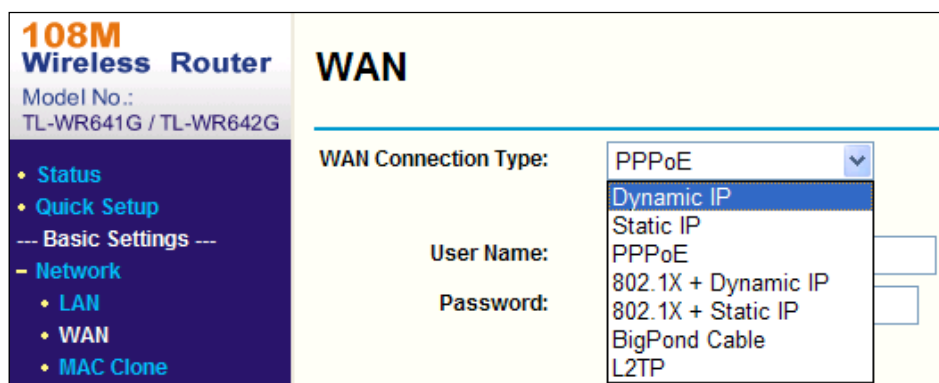 108M
Wireless Router
Model No.:
TL-WR641G / TL-WR642G
• Status
• Quick Setup
--- Basic Settings ---
– Network
• LAN
• WAN
• MAC Clone
WAN
WAN Connection Type:
PPPoE
Dynamic IP
Static IP
PPPoE
802.1X + Dynamic IP
802.1X + Static IP
BigPond Cable
L2TP
User Name:
Password: